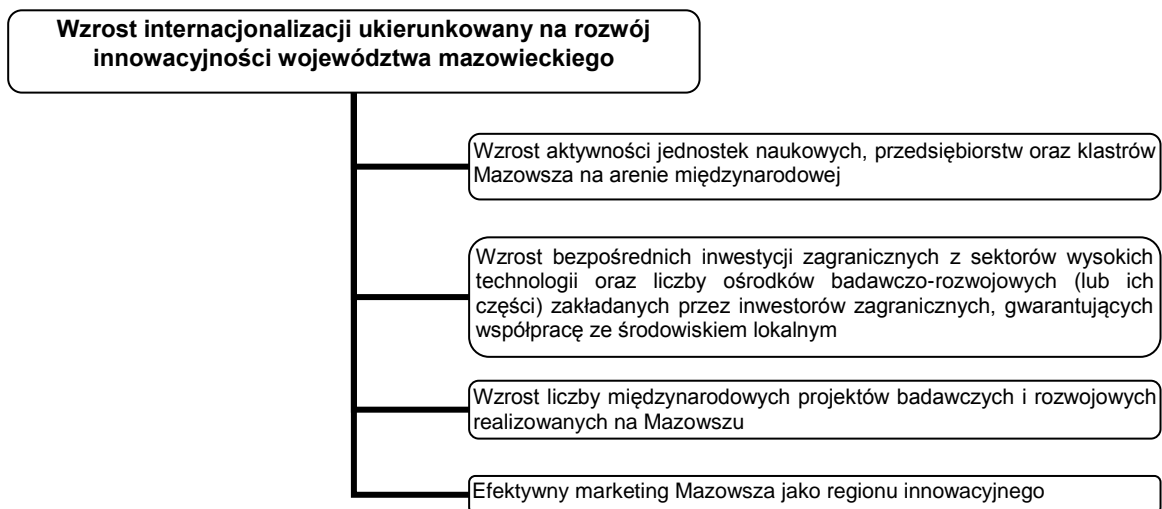 Wzrost internacjonalizacji ukierunkowany na rozwój
innowacyjności województwa mazowieckiego
Wzrost aktywności jednostek naukowych, przedsiębiorstw oraz klastrów
Mazowsza na arenie międzynarodowej
Wzrost bezpośrednich inwestycji zagranicznych z sektorów wysokich
technologii oraz liczby ośrodków badawczo-rozwojowych (lub ich
części) zakładanych przez inwestorów zagranicznych, gwarantujących
współpracę ze środowiskiem lokalnym
Wzrost liczby międzynarodowych projektów badawczych i rozwojowych
realizowanych na Mazowszu
Efektywny marketing Mazowsza jako regionu innowacyjnego